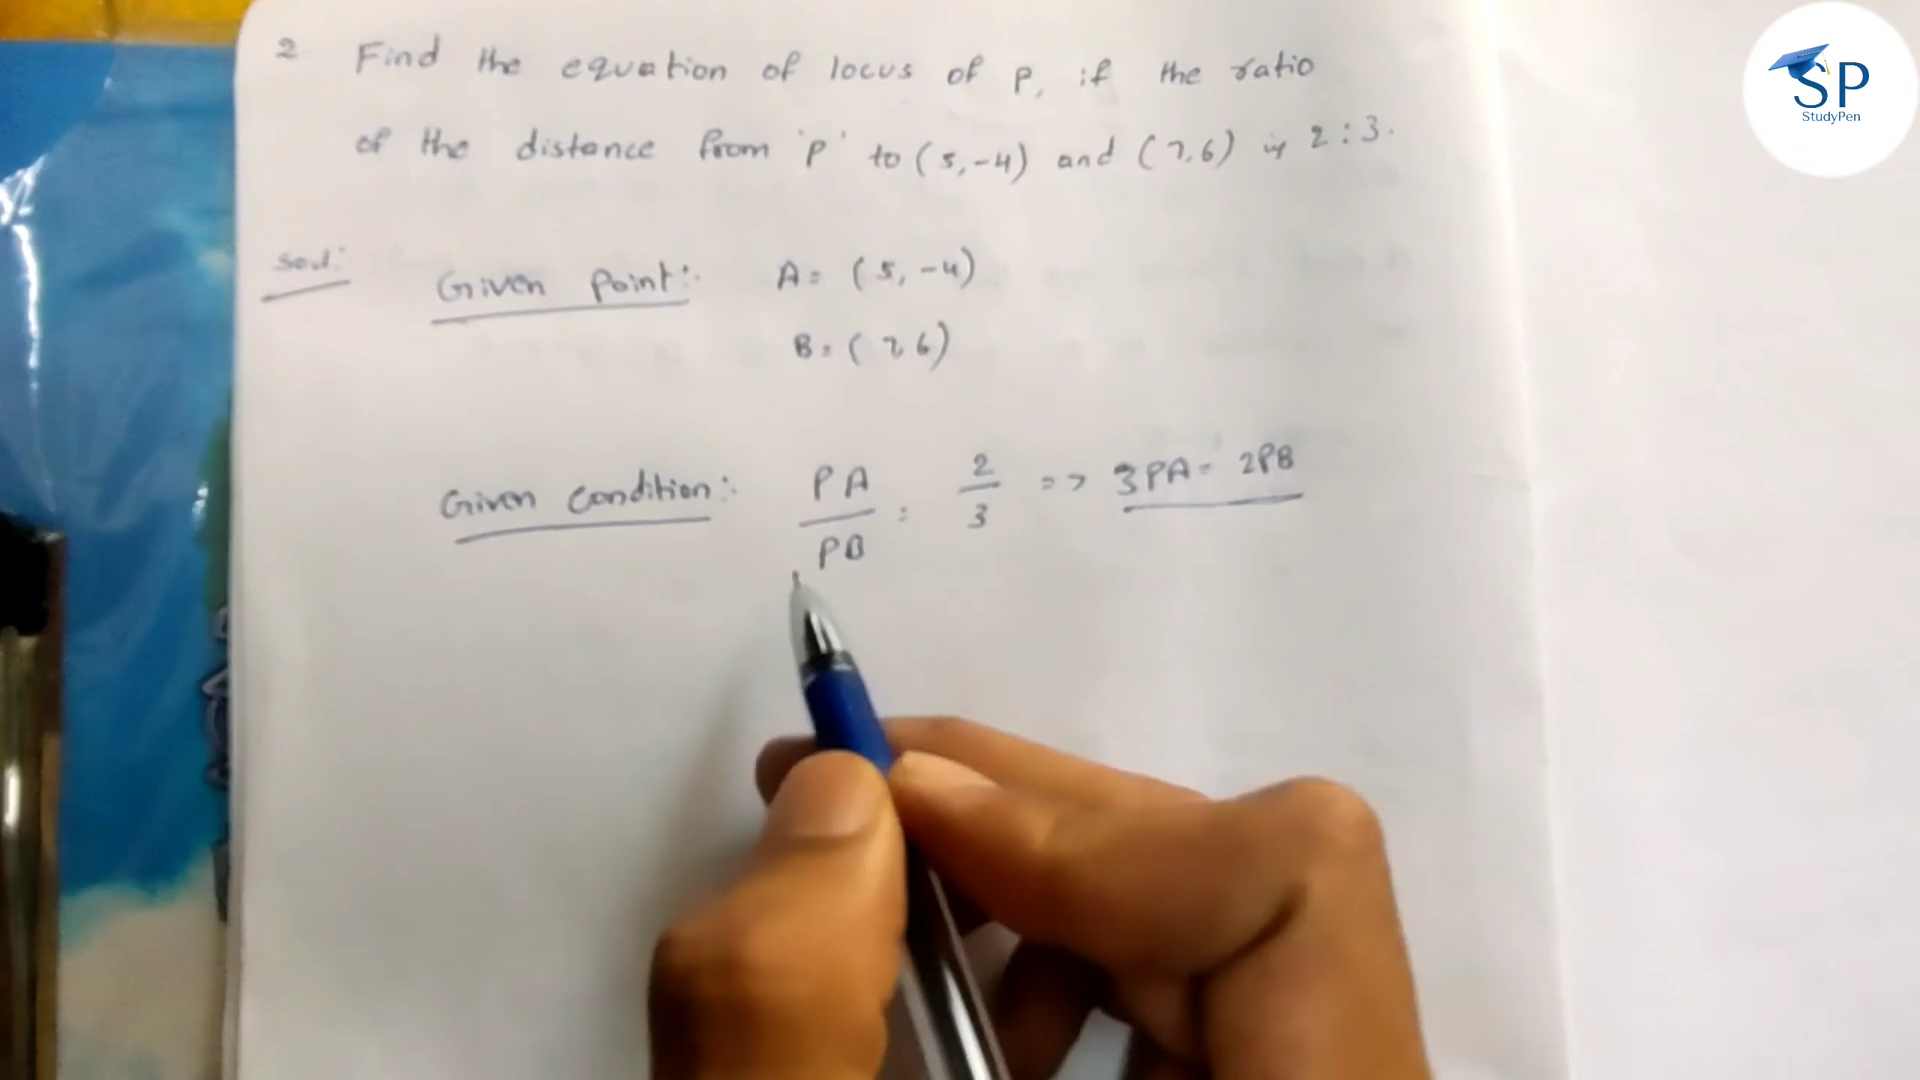 2 Find the equation of locus of P, if the ratio
of the distance from 'P' to (5,-4) and (7,6) is 2:3.
Sol:
Given Point:- A = (5, -4)
B = (7, 6)
Given Condition:- PA/PB = 2/3 => 3PA = 2PB
SP
StudyPen